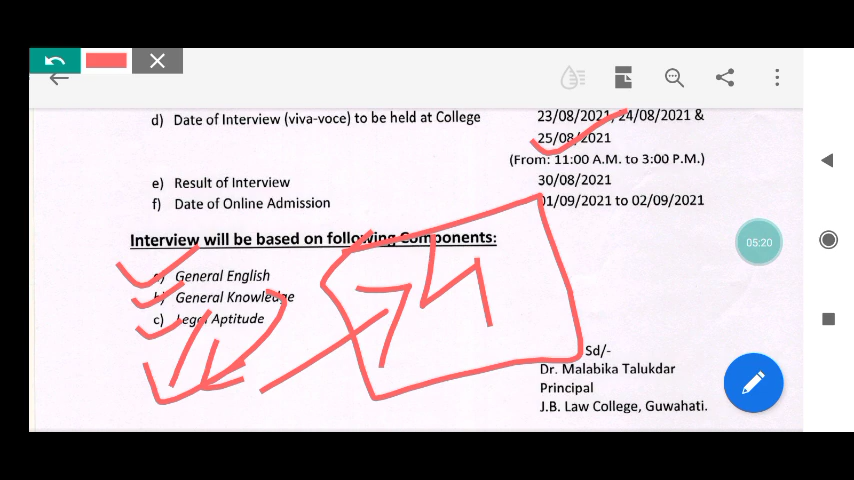 d) Date of Interview (viva-voce) to be held at College 23/08/2021, 24/08/2021 &
25/08/2021
(From: 11:00 A.M. to 3:00 P.M.)
e) Result of Interview 30/08/2021
f) Date of Online Admission 01/09/2021 to 02/09/2021
Interview will be based on following Components:
05:20
a) General English
b) General Knowledge
c) Legal Aptitude
Sd/-
Dr. Malabika Talukdar
Principal
J.B. Law College, Guwahati.